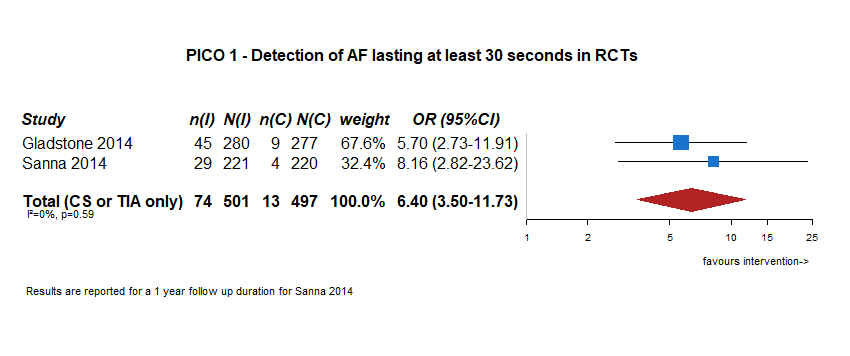 PICO 1 - Detection of AF lasting at least 30 seconds in RCTs
Study n(I) N(I) n(C) N(C) weight OR (95%CI)
Gladstone 2014 45 280 9 277 67.6% 5.70 (2.73-11.91)
Sanna 2014 29 221 4 220 32.4% 8.16 (2.82-23.62)
Total (CS or TIA only) 74 501 13 497 100.0% 6.40 (3.50-11.73)
I²=0%, p=0.59
1 2 5 10 15 25
favours intervention->
Results are reported for a 1 year follow up duration for Sanna 2014